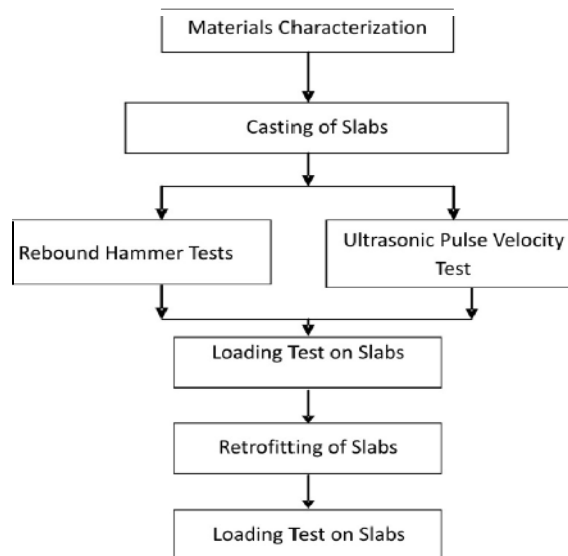 Materials Characterization
Casting of Slabs
Rebound Hammer Tests
Ultrasonic Pulse Velocity
Test
Loading Test on Slabs
Retrofitting of Slabs
Loading Test on Slabs